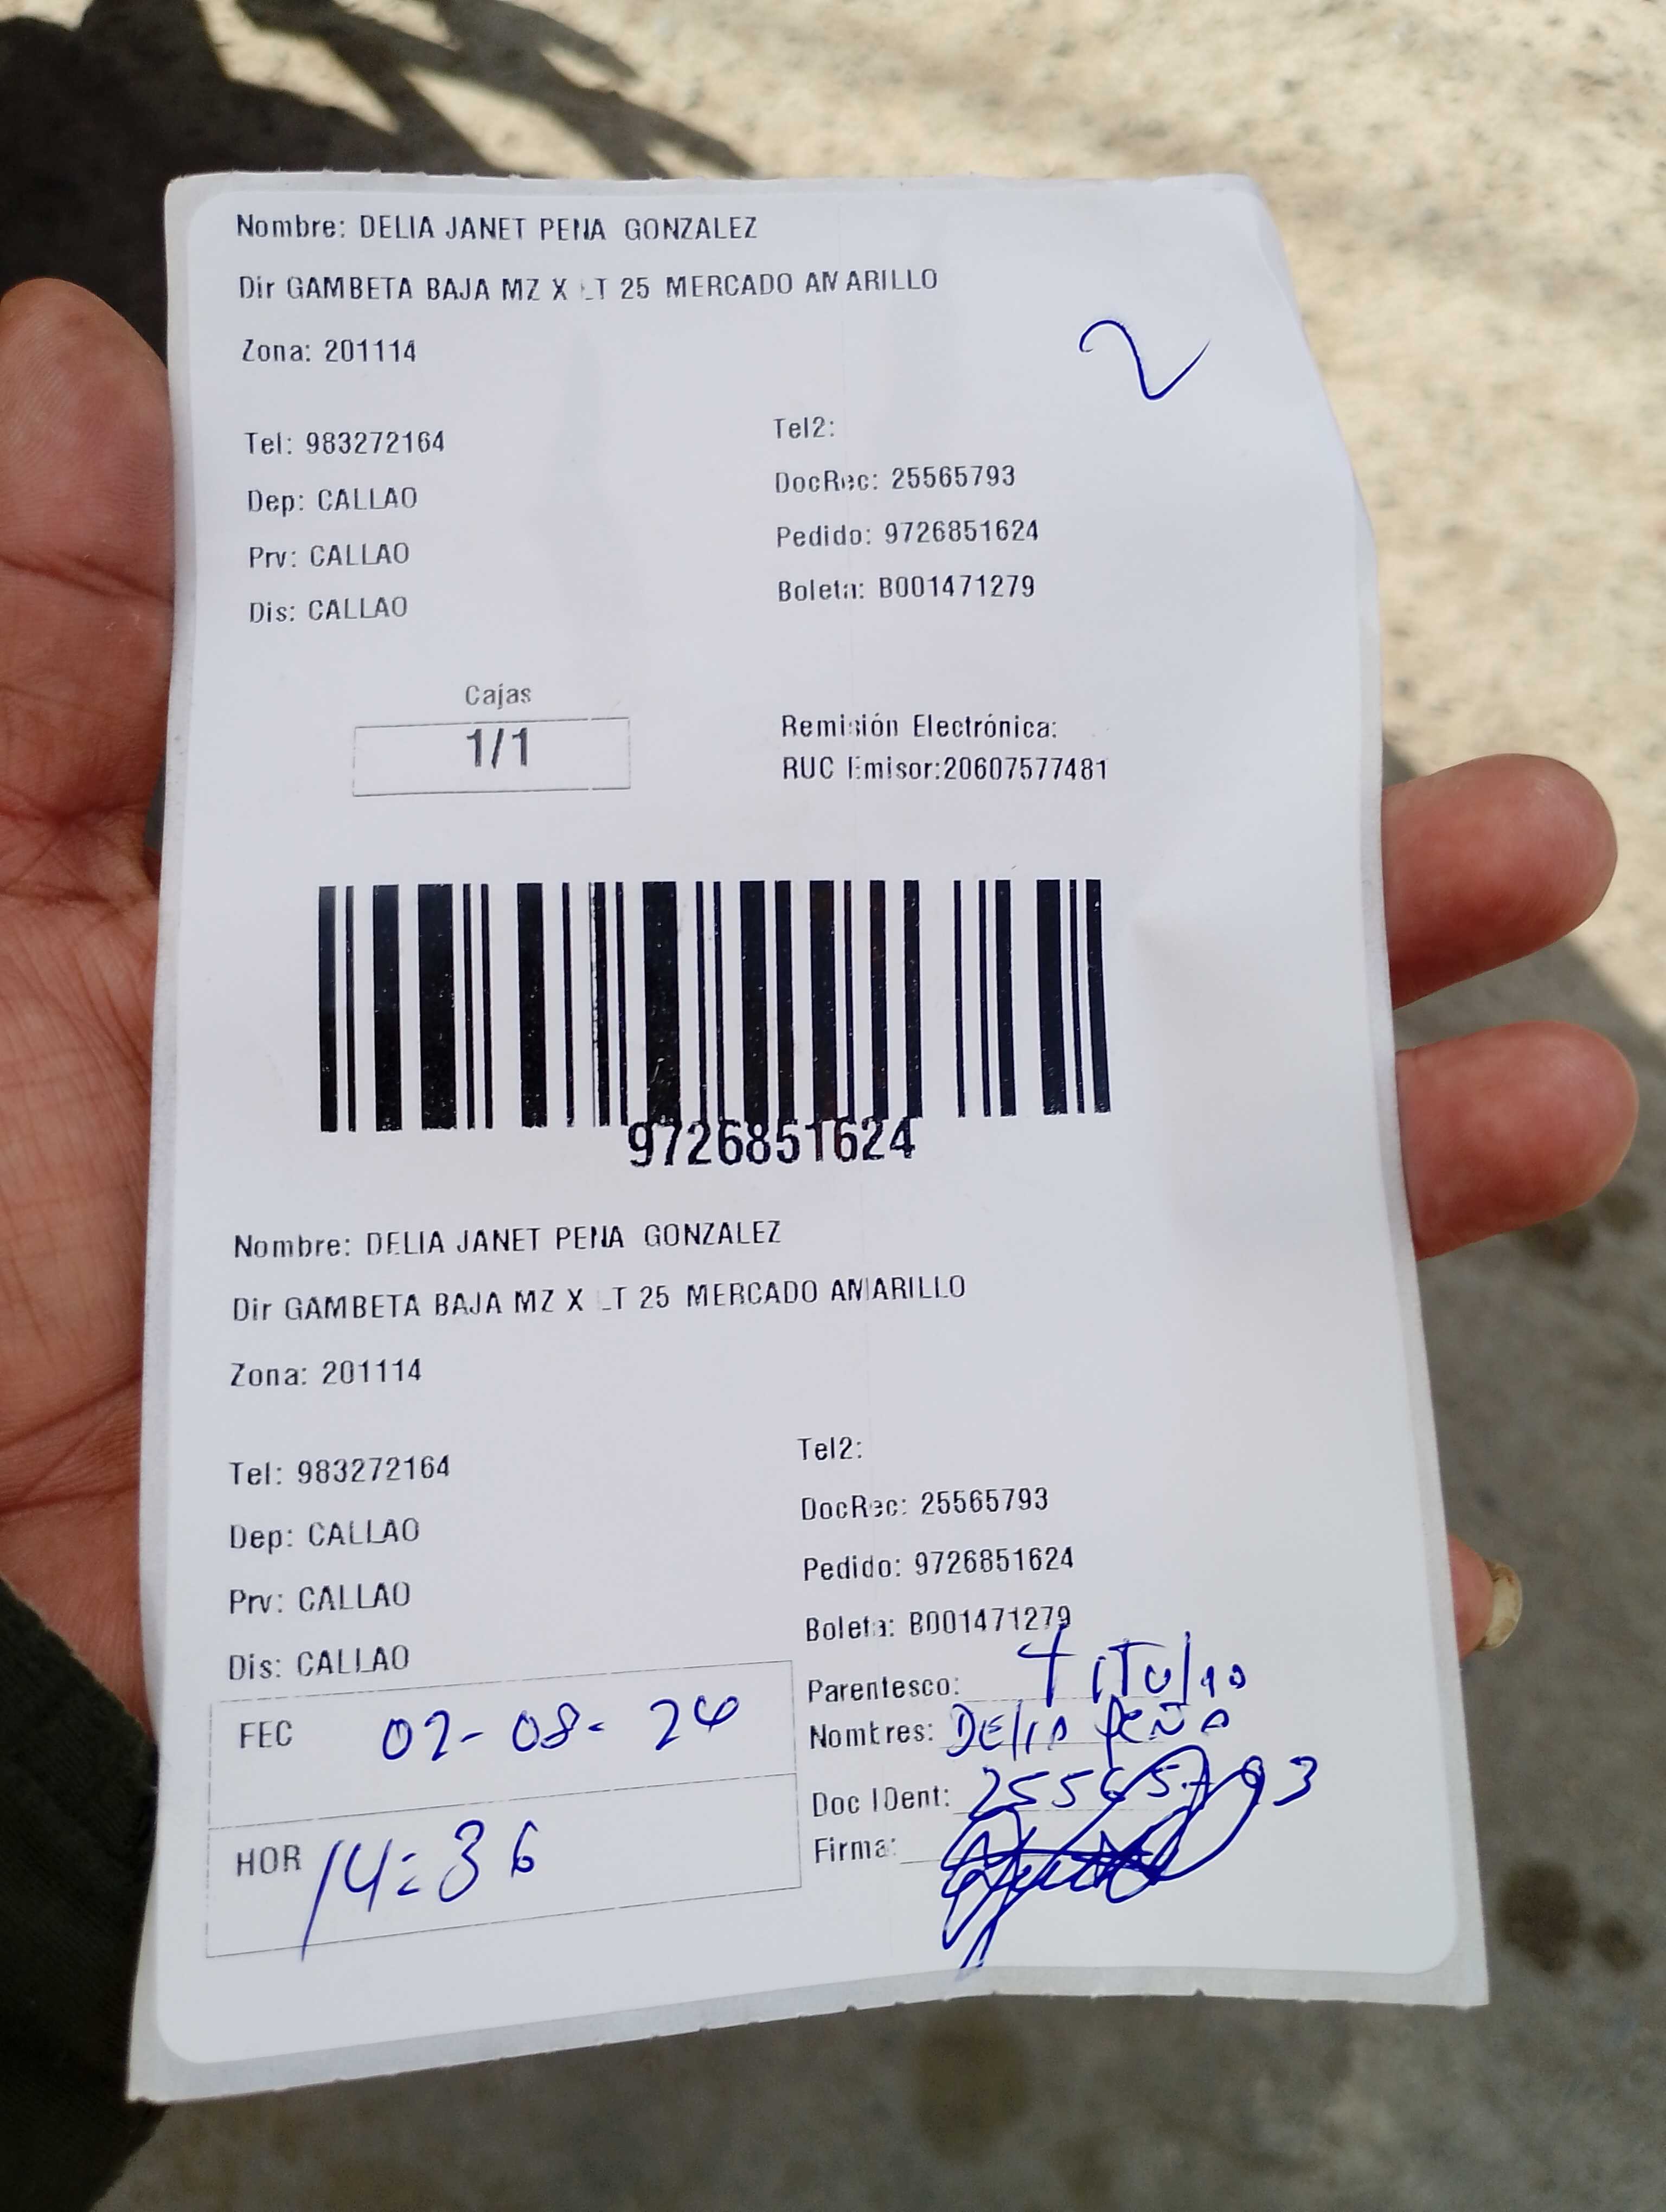 Nombre: DELIA JANET PENA GONZALEZ
Dir GAMBETA BAJA MZ X LT 25 MERCADO AMARILLO
Zona: 201114
2
Tel: 983272164
Tel2:
Dep: CALLAO
DocRec: 25565793
Prv: CALLAO
Pedido: 9726851624
Dis: CALLAO
Boleta: B001471279
Cajas
1/1
Remisión Electrónica:
RUC Emisor:20607577481
9726851624
Nombre: DELIA JANET PENA GONZALEZ
Dir GAMBETA BAJA MZ X LT 25 MERCADO AMARILLO
Zona: 201114
Tel: 983272164
Tel2:
Dep: CALLAO
DocRec: 25565793
Prv: CALLAO
Pedido: 9726851624
Dis: CALLAO
Boleta: B001471279
FEC 02-08-24
HOR 14:36
Parentesco: TITULAR
Nombres: DELIA PEÑA
Doc IDent: 25565793
Firma: